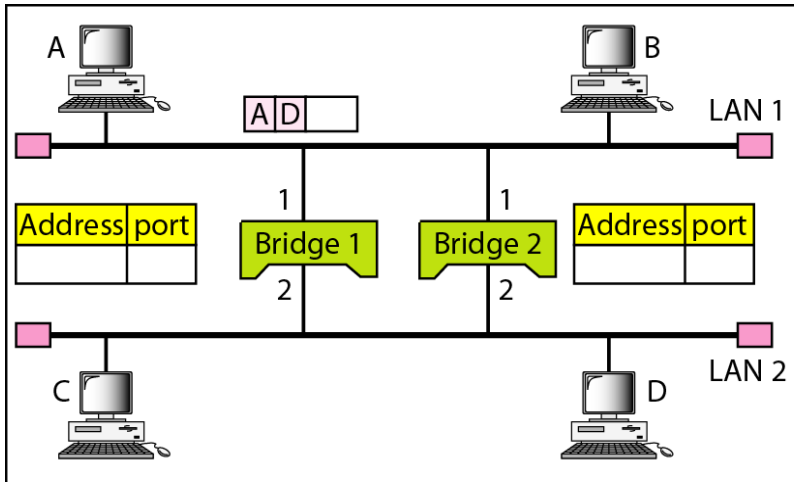 A
B
A D
LAN 1
1 1
Address port
Bridge 1
Bridge 2
Address port
2 2
C
D
LAN 2